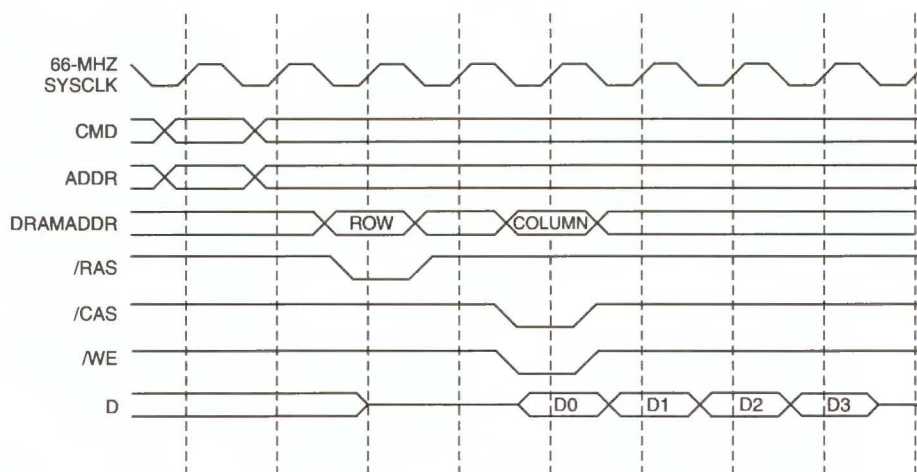 66-MHZ
SYSCLK
CMD
ADDR
DRAMADDR
ROW
COLUMN
/RAS
/CAS
/WE
D
D0
D1
D2
D3